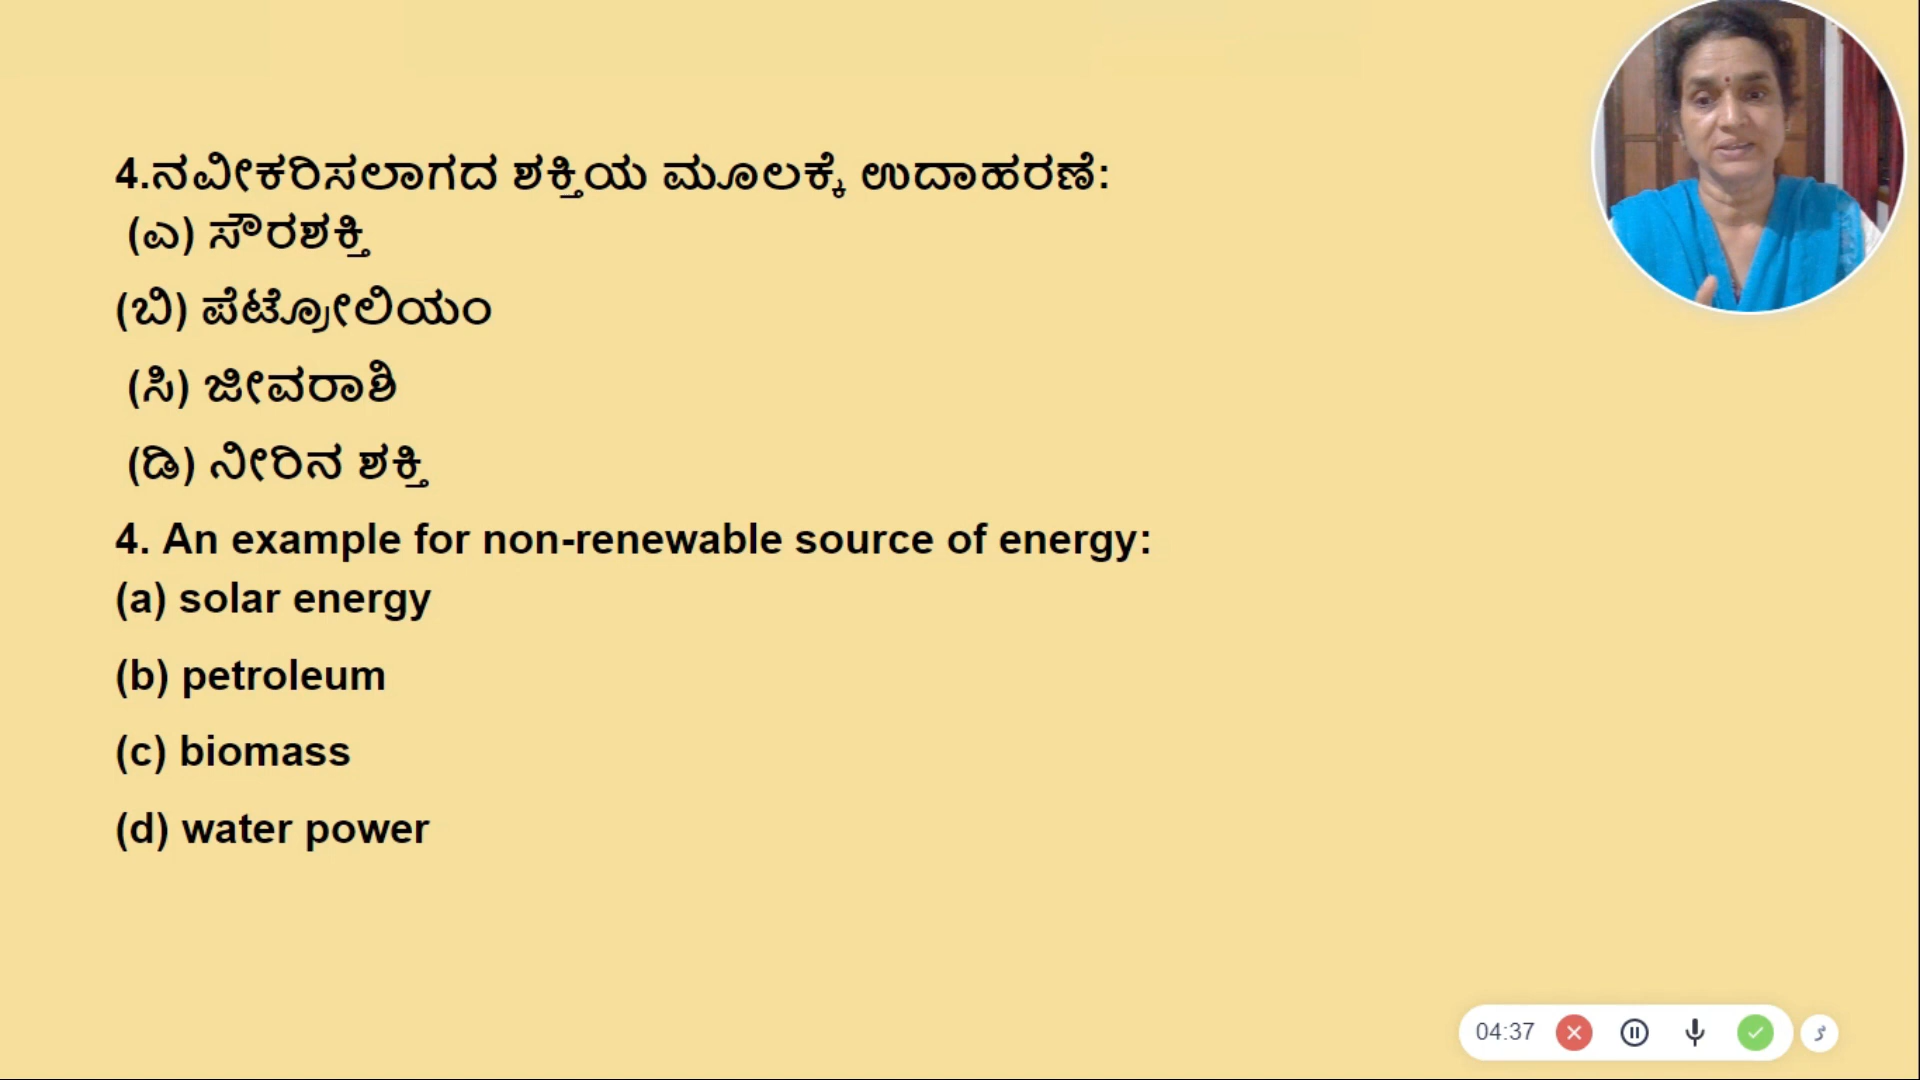 4.ನವೀಕರಿಸಲಾಗದ ಶಕ್ತಿಯ ಮೂಲಕ್ಕೆ ಉದಾಹರಣೆ:
(ಎ) ಸೌರಶಕ್ತಿ
(ಬಿ) ಪೆಟ್ರೋಲಿಯಂ
(ಸಿ) ಜೀವರಾಶಿ
(ಡಿ) ನೀರಿನ ಶಕ್ತಿ
4. An example for non-renewable source of energy:
(a) solar energy
(b) petroleum
(c) biomass
(d) water power
04:37